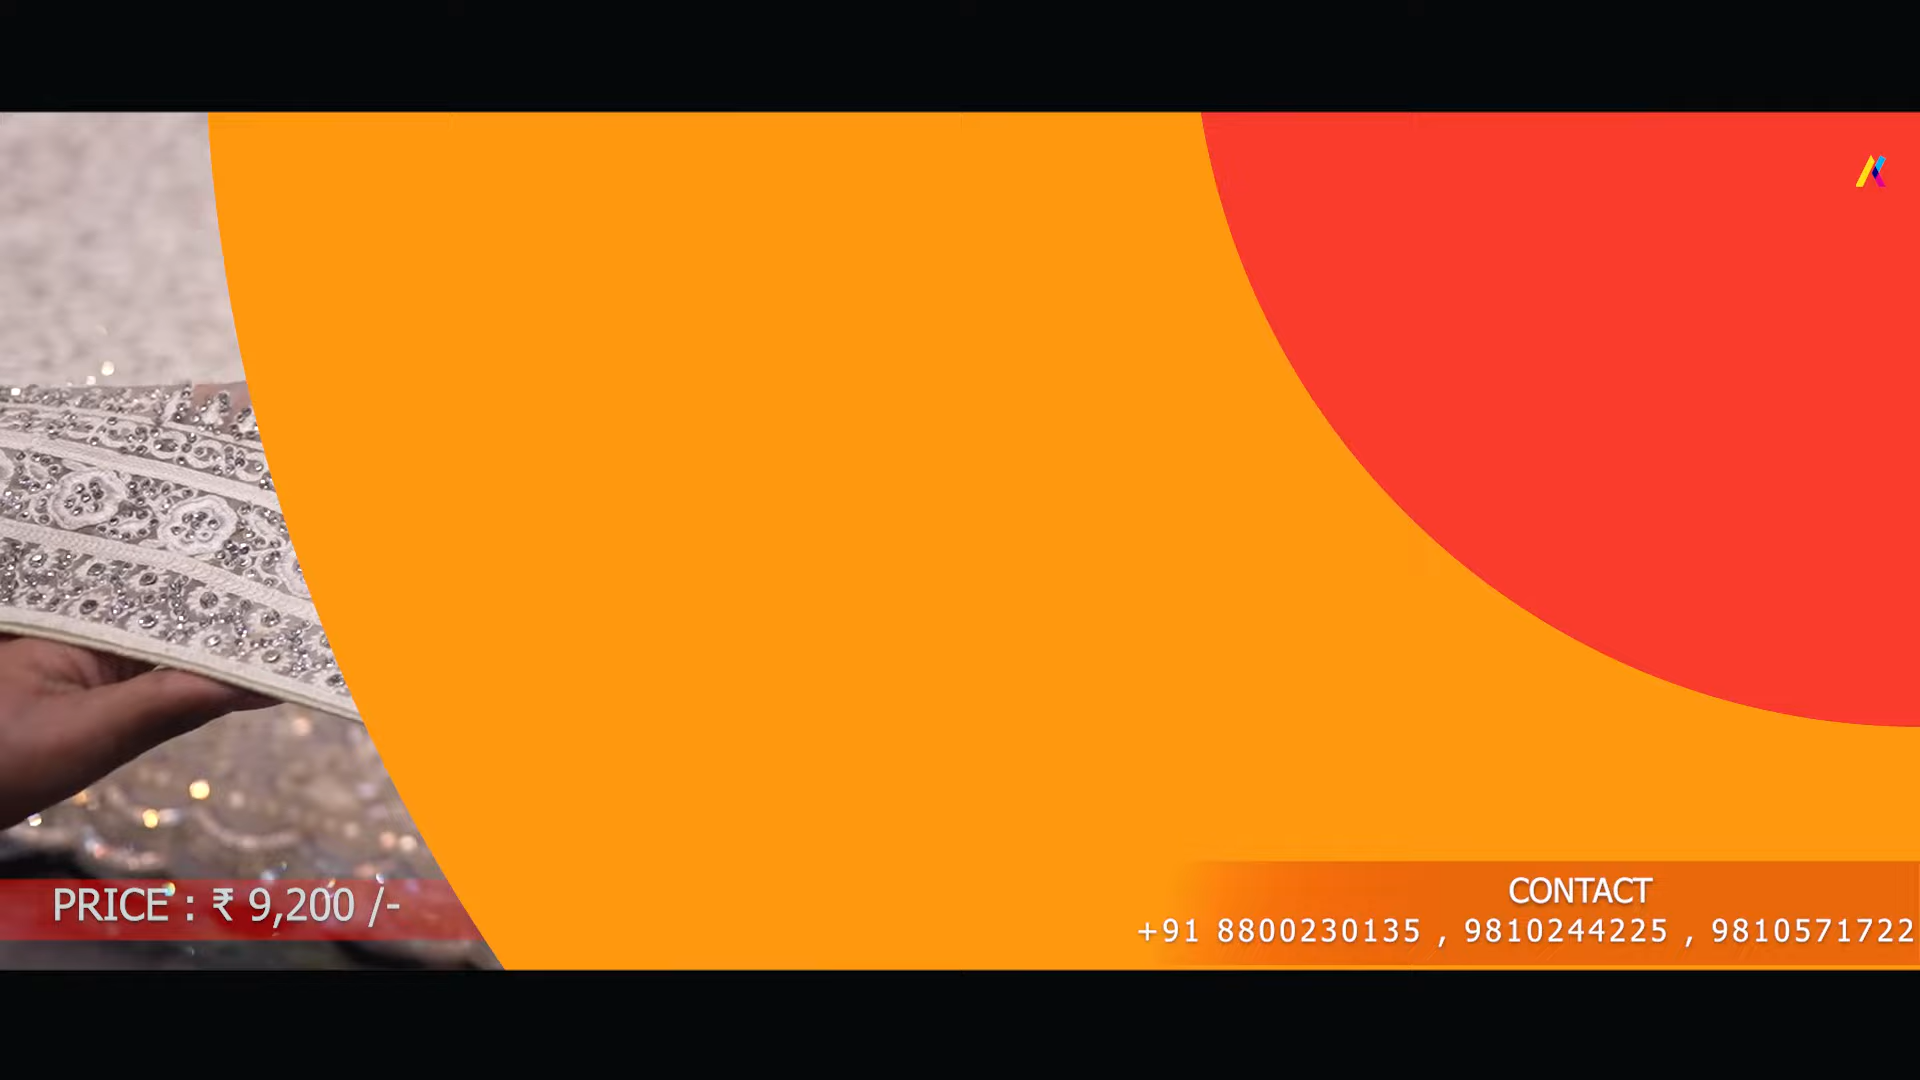 PRICE : ₹ 9,200 /-
CONTACT
+91 8800230135 , 9810244225 , 9810571722